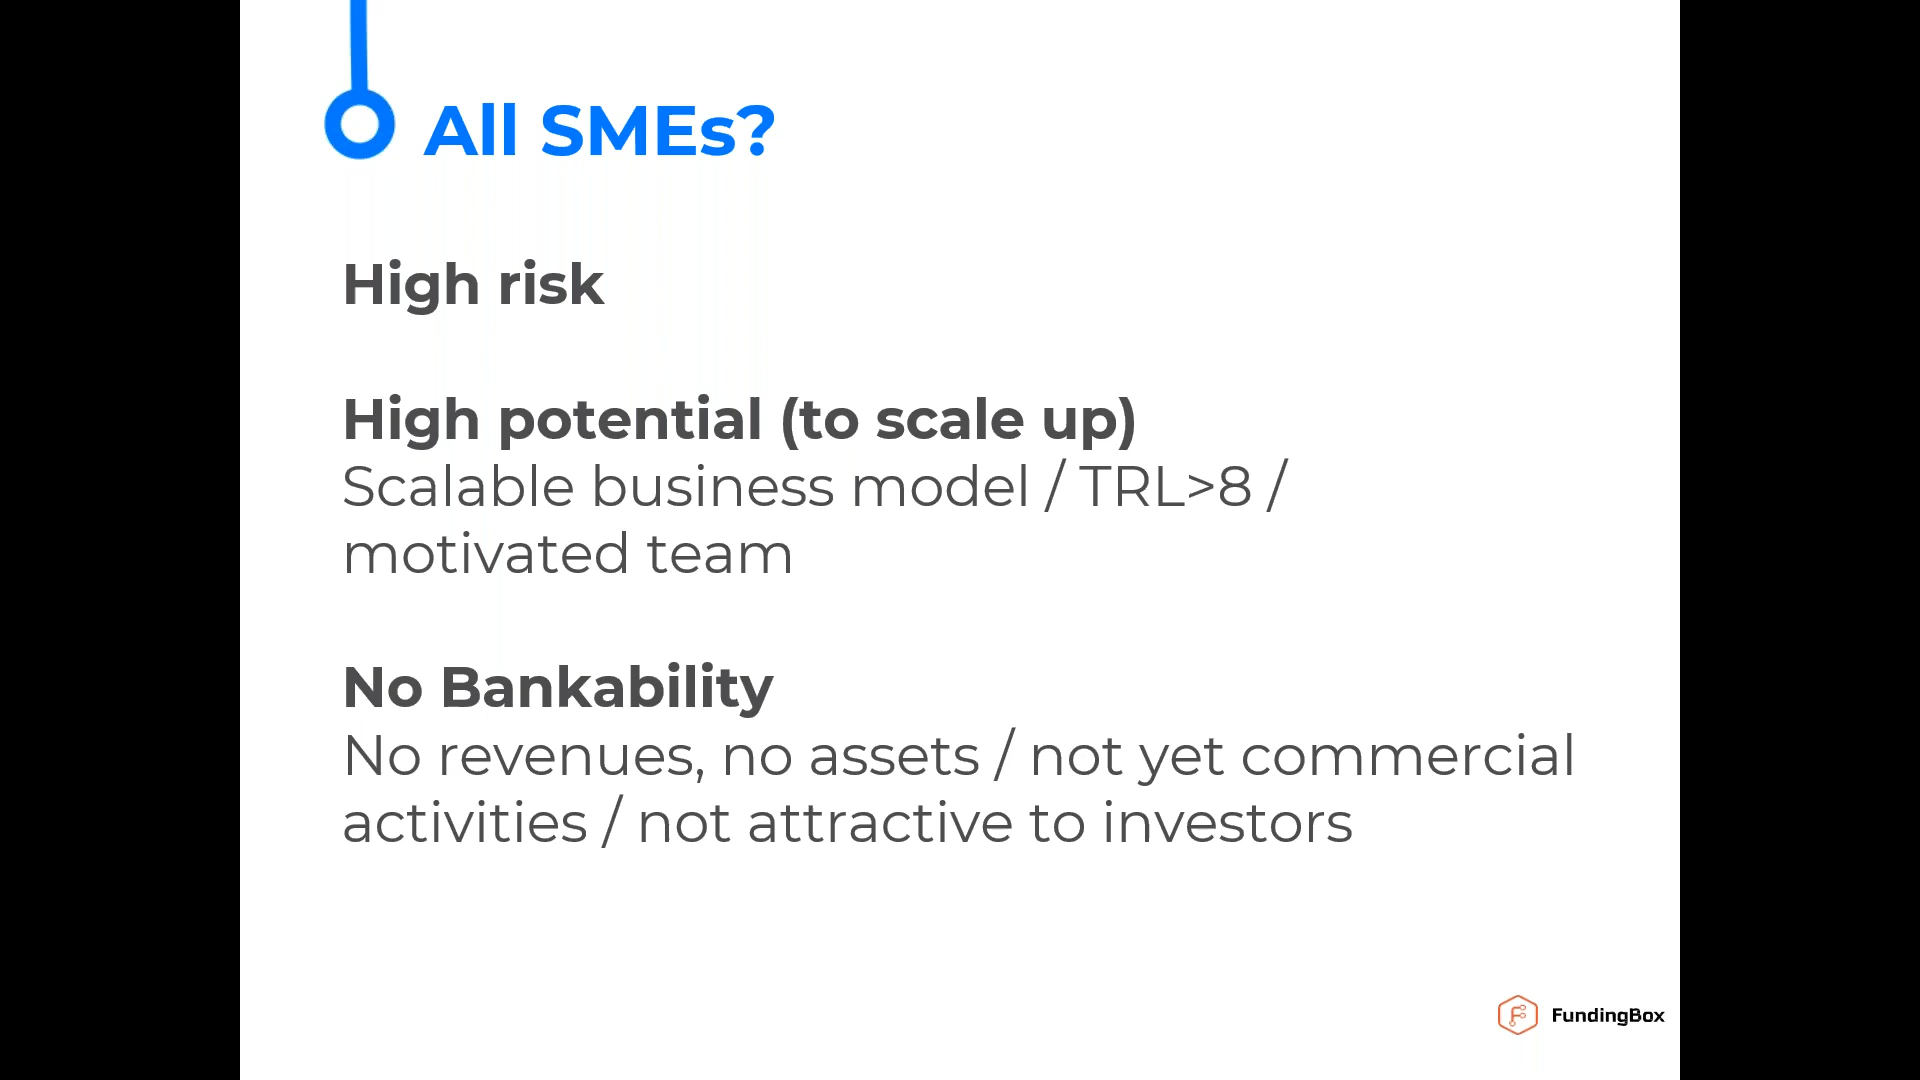 All SMEs?
High risk
High potential (to scale up)
Scalable business model / TRL>8 /
motivated team
No Bankability
No revenues, no assets / not yet commercial
activities / not attractive to investors
FundingBox